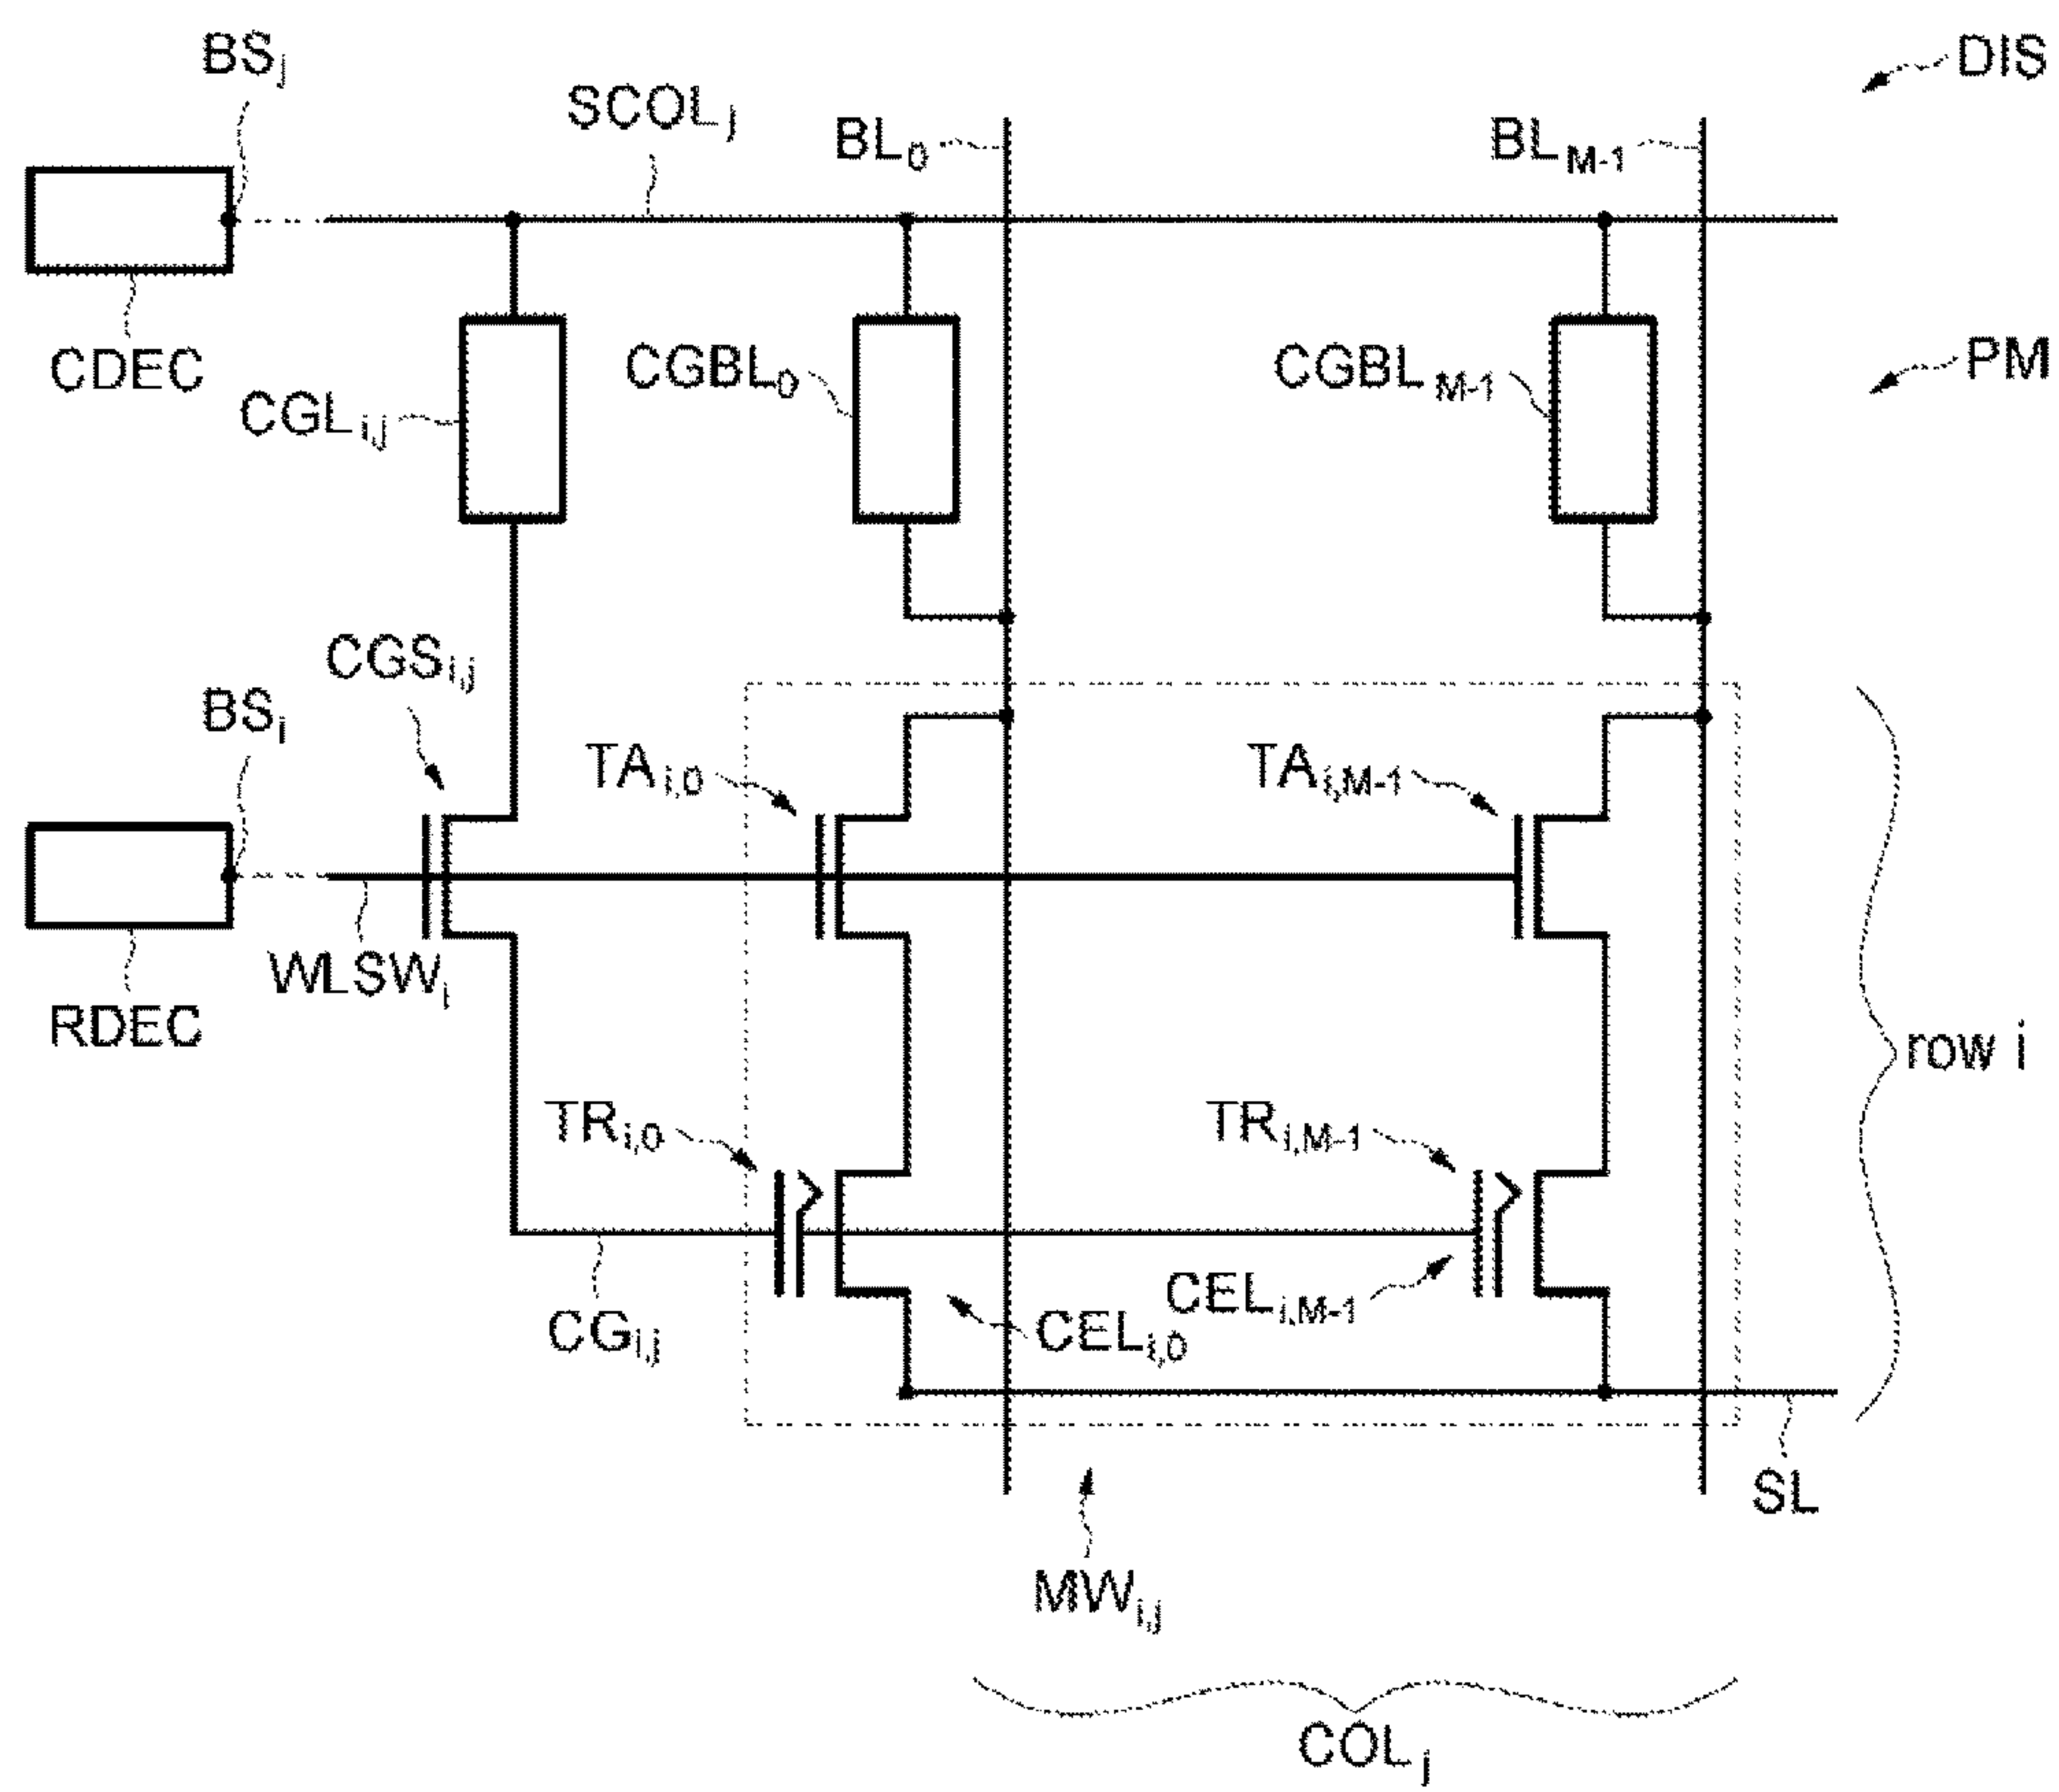 BSj
DIS
SCOLj
BL0
BLM-1
CDEC
CGLi,j
CGBL0
CGBLM-1
PM
CGSi,j
BSi
TAi,0
TAi,M-1
WLSWi
RDEC
row i
TRi,0
TRi,M-1
CGi,j
CELi,0
CELi,M-1
SL
MWi,j
COLj